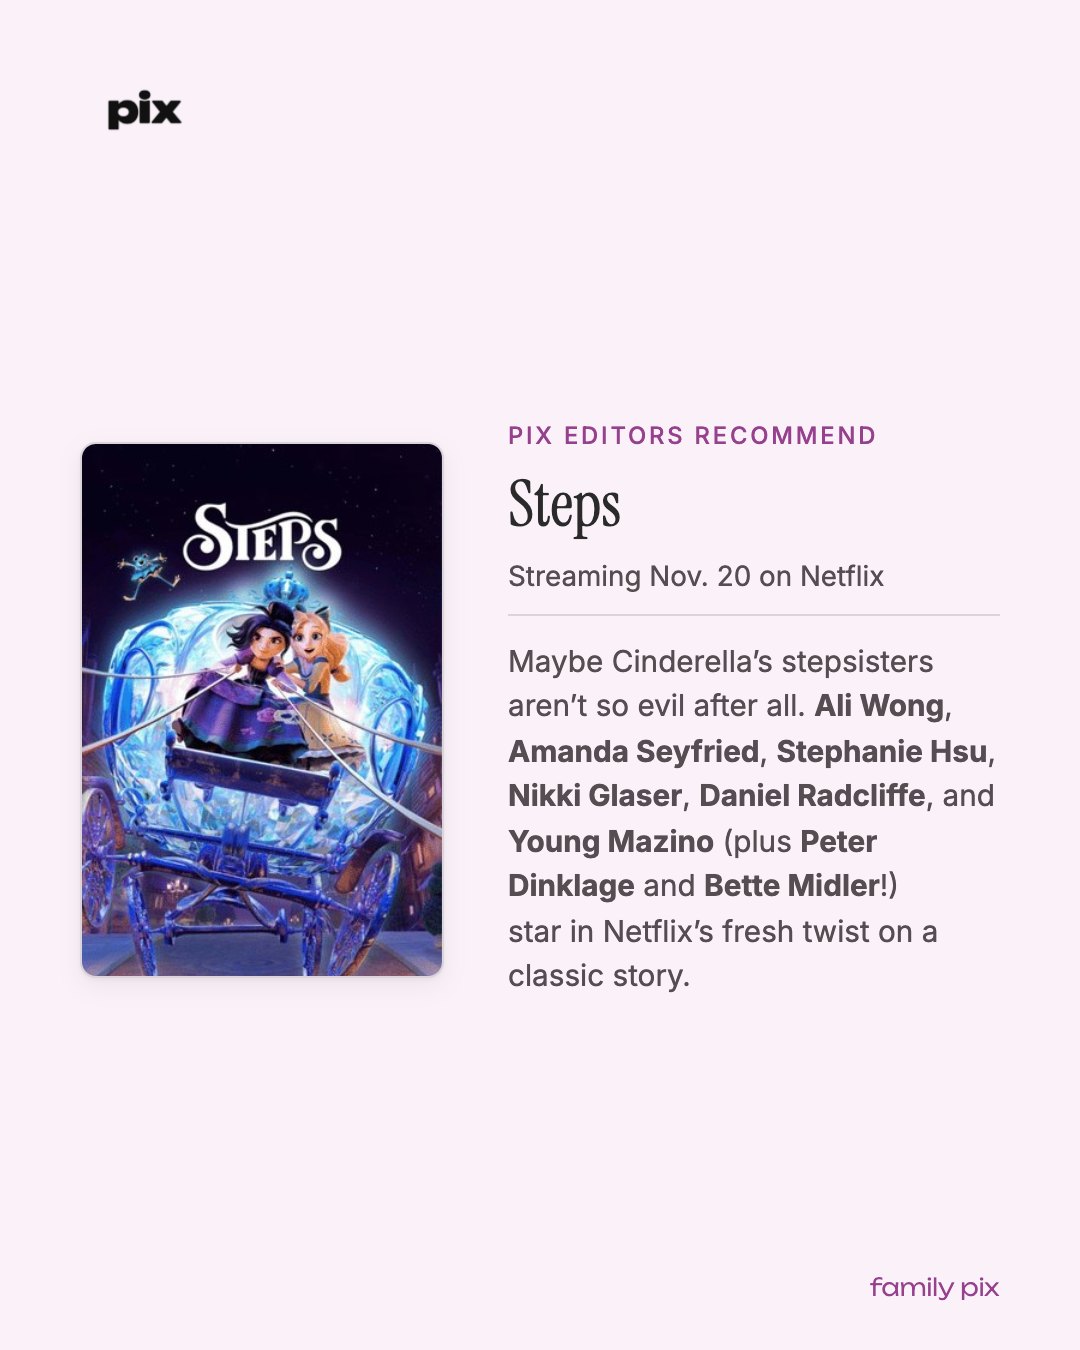 pix
PIX EDITORS RECOMMEND
STEPS
Steps
Streaming Nov. 20 on Netflix
Maybe Cinderella’s stepsisters
aren’t so evil after all. Ali Wong,
Amanda Seyfried, Stephanie Hsu,
Nikki Glaser, Daniel Radcliffe, and
Young Mazino (plus Peter
Dinklage and Bette Midler!)
star in Netflix’s fresh twist on a
classic story.
family pix